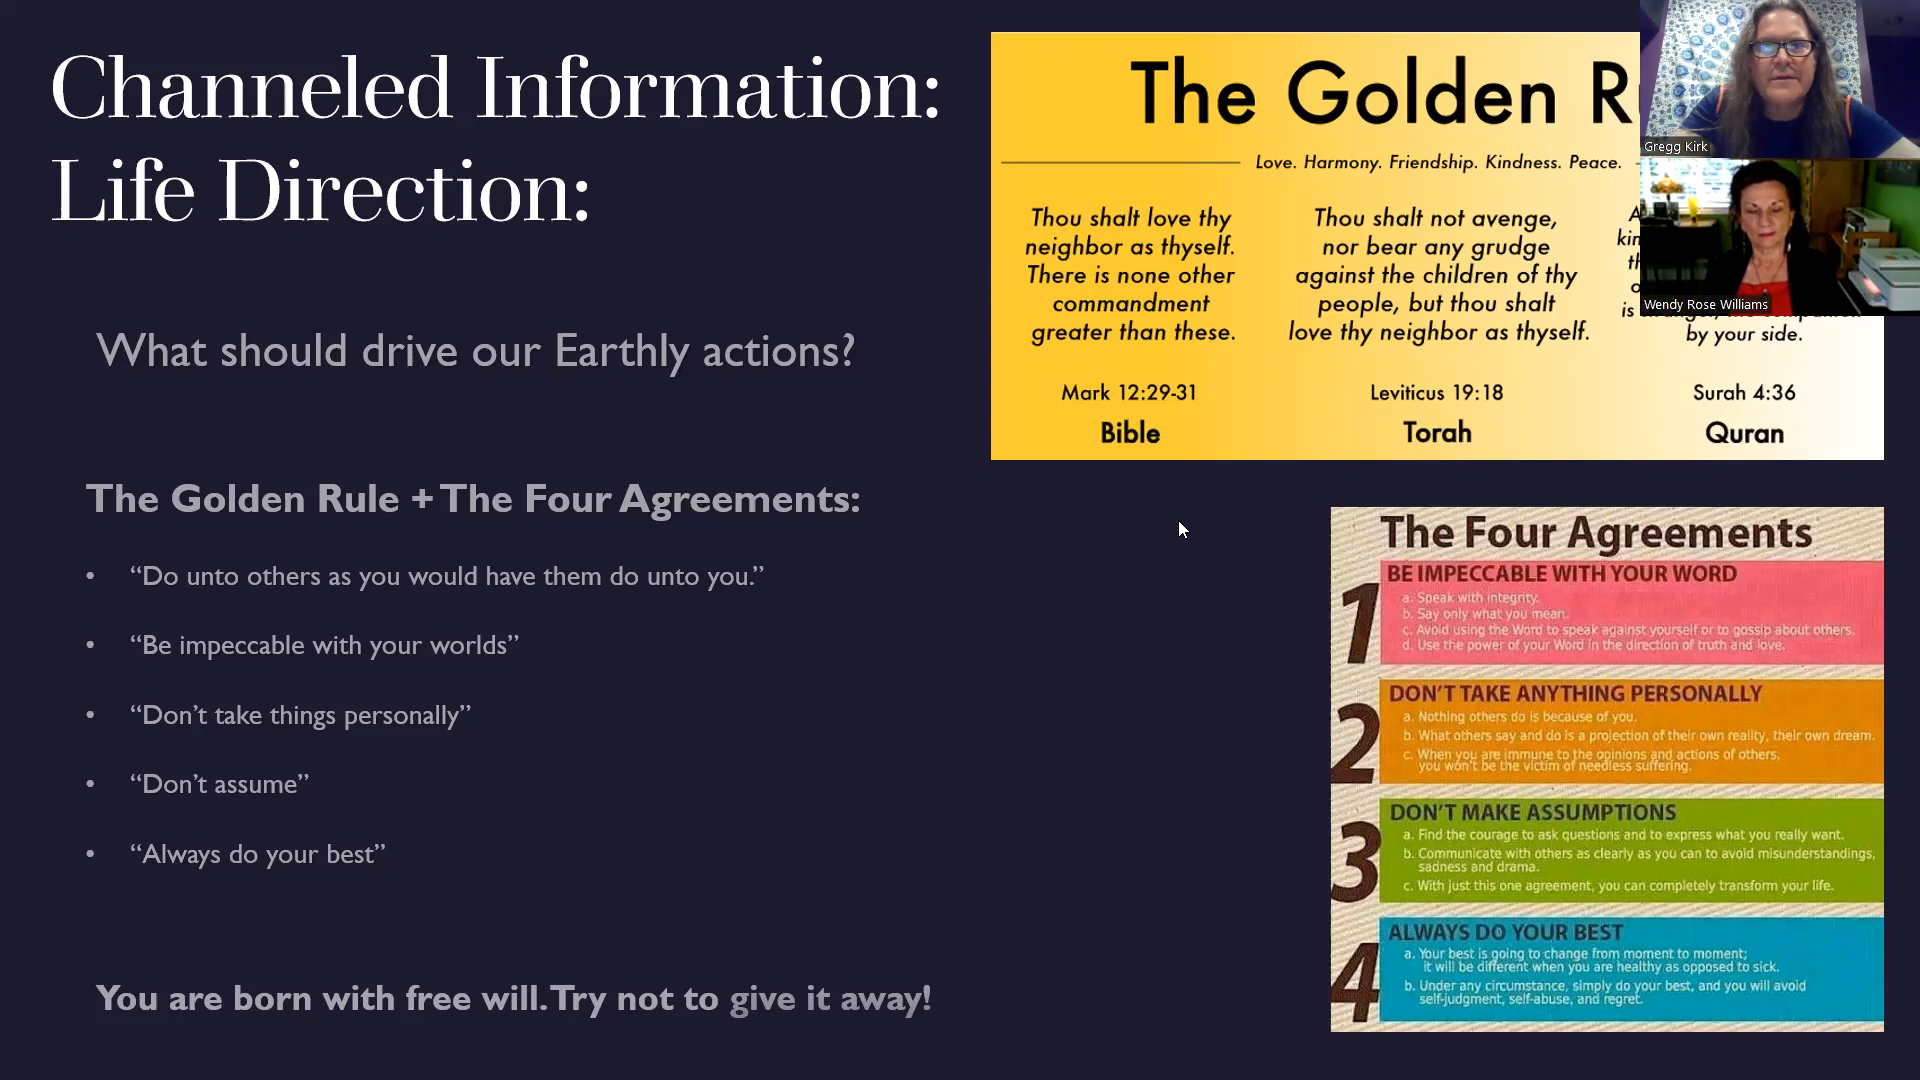 Channeled Information:
Life Direction:
What should drive our Earthly actions?
The Golden Rule + The Four Agreements:
• “Do unto others as you would have them do unto you.”
• “Be impeccable with your worlds”
• “Don’t take things personally”
• “Don’t assume”
• “Always do your best”
You are born with free will. Try not to give it away!
The Golden R
Love. Harmony. Friendship. Kindness. Peace.
Thou shalt love thy
neighbor as thyself.
There is none other
commandment
greater than these.
Mark 12:29-31
Bible
Thou shalt not avenge,
nor bear any grudge
against the children of thy
people, but thou shalt
love thy neighbor as thyself.
Leviticus 19:18
Torah
is
by your side.
Surah 4:36
Quran
Gregg Kirk
Wendy Rose Williams
The Four Agreements
1 BE IMPECCABLE WITH YOUR WORD
a. Speak with integrity.
b. Say only what you mean.
c. Avoid using the Word to speak against yourself or to gossip about others.
d. Use the power of your Word in the direction of truth and love.
2 DON’T TAKE ANYTHING PERSONALLY
a. Nothing others do is because of you.
b. What others say and do is a projection of their own reality, their own dream.
c. When you are immune to the opinions and actions of others,
you won’t be the victim of needless suffering.
3 DON’T MAKE ASSUMPTIONS
a. Find the courage to ask questions and to express what you really want.
b. Communicate with others as clearly as you can to avoid misunderstandings,
sadness and drama.
c. With just this one agreement, you can completely transform your life.
4 ALWAYS DO YOUR BEST
a. Your best is going to change from moment to moment;
it will be different when you are healthy as opposed to sick.
b. Under any circumstance, simply do your best, and you will avoid
self-judgment, self-abuse, and regret.